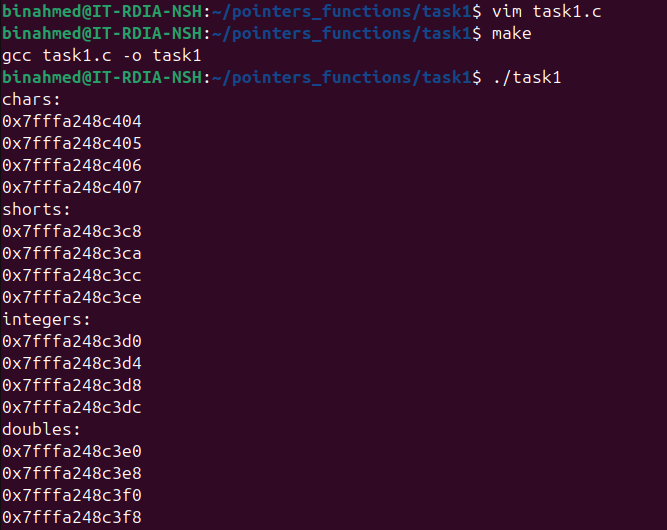 binahmed@IT-RDIA-NSH:~/pointers_functions/task1$ vim task1.c
binahmed@IT-RDIA-NSH:~/pointers_functions/task1$ make
gcc task1.c -o task1
binahmed@IT-RDIA-NSH:~/pointers_functions/task1$ ./task1
chars:
0x7fffa248c404
0x7fffa248c405
0x7fffa248c406
0x7fffa248c407
shorts:
0x7fffa248c3c8
0x7fffa248c3ca
0x7fffa248c3cc
0x7fffa248c3ce
integers:
0x7fffa248c3d0
0x7fffa248c3d4
0x7fffa248c3d8
0x7fffa248c3dc
doubles:
0x7fffa248c3e0
0x7fffa248c3e8
0x7fffa248c3f0
0x7fffa248c3f8